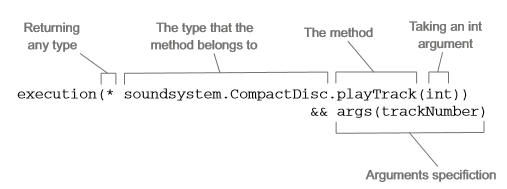 Returning
any type
The type that the
method belongs to
The method
Taking an int
argument
execution(* soundsystem.CompactDisc.playTrack(int))
&& args(trackNumber)
Arguments specifiction